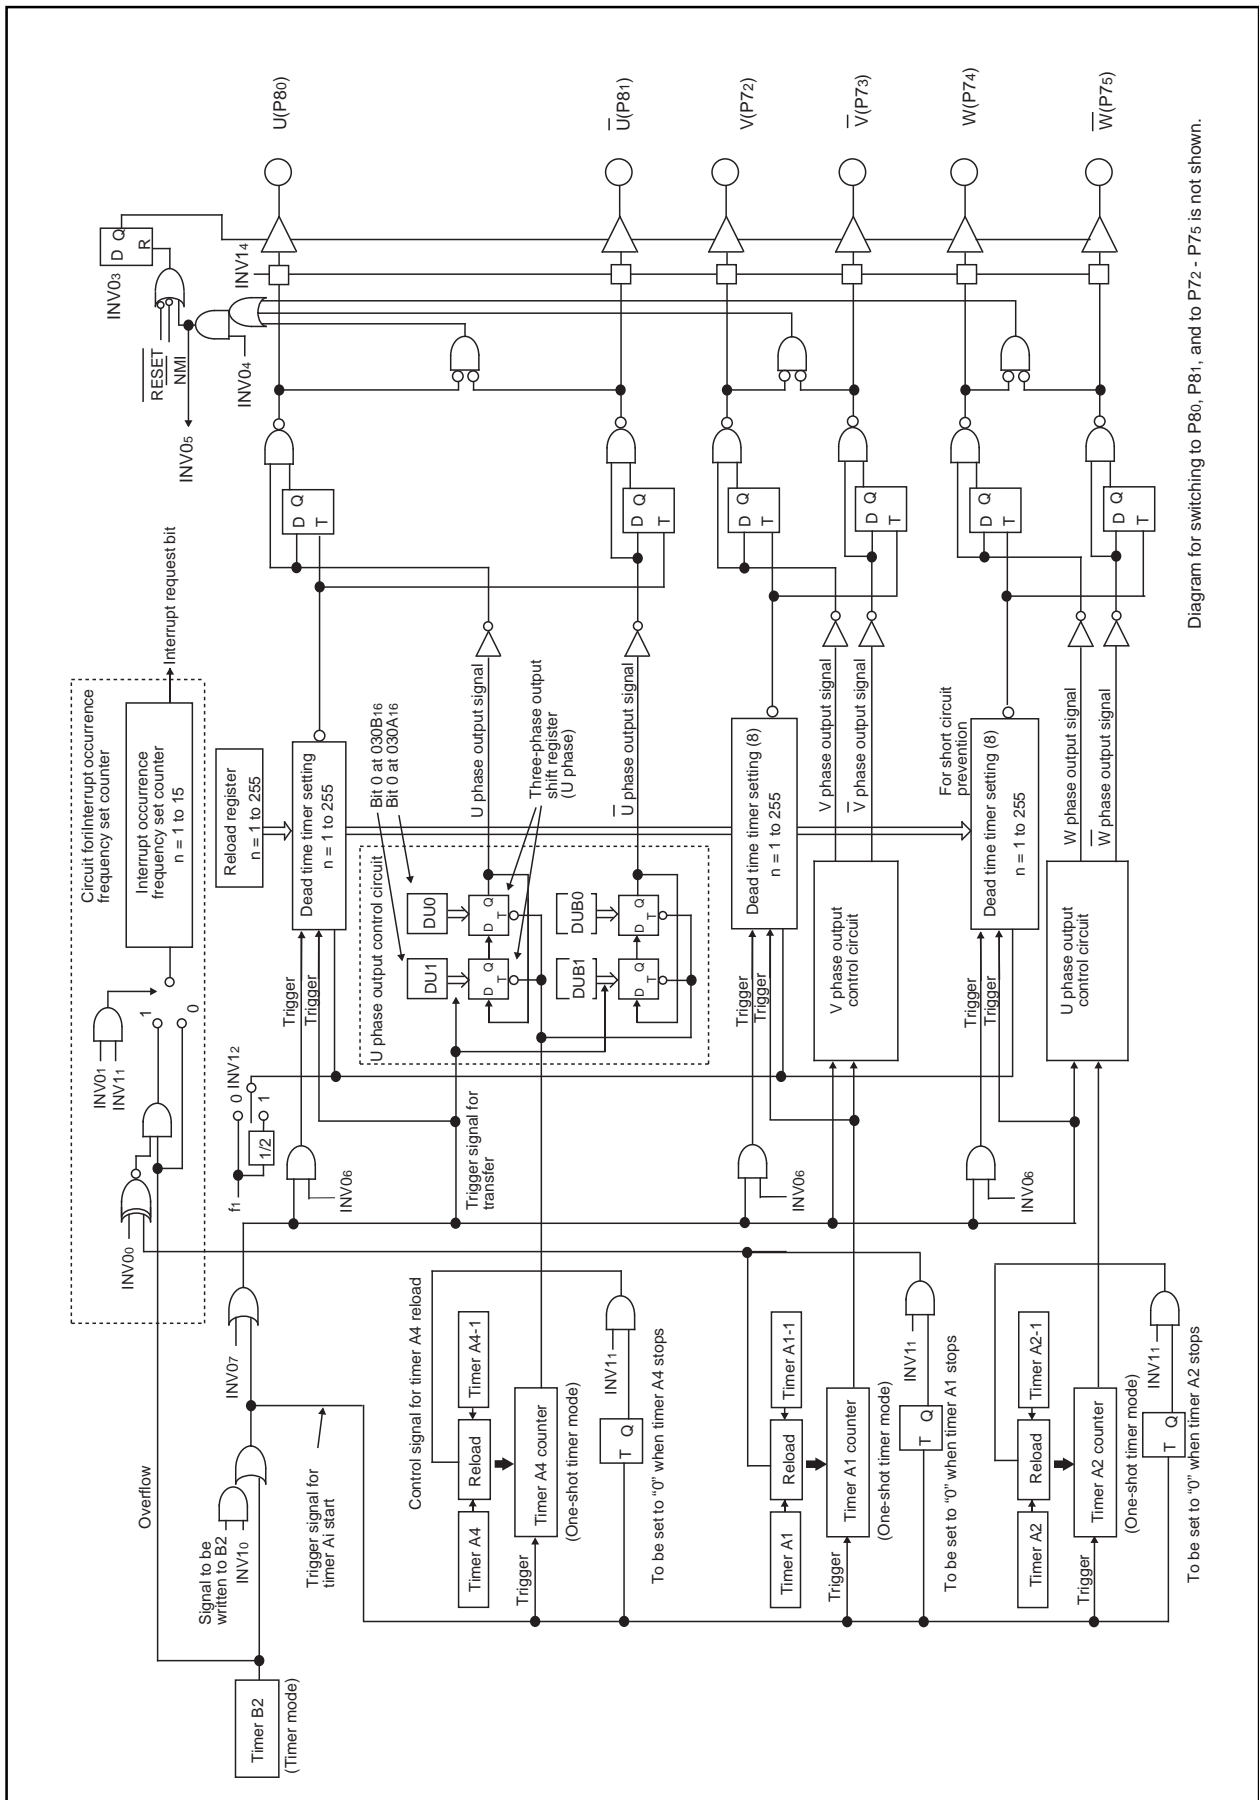 Timer B2
(Timer mode)
Overflow
Signal to be
written to B2
INV10
Trigger signal for
timer Ai start
INV07
Circuit foriInterrupt occurrence
frequency set counter
INV00
INV01
INV11
1
0
Interrupt occurrence
frequency set counter
n = 1 to 15
Interrupt request bit
f1
1/2
0
1
INV12
Reload register
n = 1 to 255
INV06
Trigger
Trigger
Dead time timer setting
n = 1 to 255
Trigger signal for
transfer
U phase output control circuit
DU1
DU0
D Q
T
D Q
T
DUB1
DUB0
D Q
T
D Q
T
Bit 0 at 030B16
Bit 0 at 030A16
Three-phase output
shift register
(U phase)
U phase output signal
U phase output signal
D Q
T
D Q
T
INV05
RESET
NMI
INV04
INV03
D Q
R
INV14
U(P80)
U(P81)
V(P72)
V(P73)
W(P74)
W(P75)
Control signal for timer A4 reload
Timer A4
Reload
Timer A4-1
Trigger
Timer A4 counter
(One-shot timer mode)
T Q
INV11
To be set to “0” when timer A4 stops
INV06
Trigger
Trigger
Dead time timer setting (8)
n = 1 to 255
V phase output
control circuit
V phase output signal
V phase output signal
D Q
T
D Q
T
Timer A1
Reload
Timer A1-1
Trigger
Timer A1 counter
(One-shot timer mode)
T Q
INV11
To be set to “0” when timer A1 stops
INV06
Trigger
Trigger
For short circuit
prevention
Dead time timer setting (8)
n = 1 to 255
U phase output
control circuit
W phase output signal
W phase output signal
D Q
T
D Q
T
Timer A2
Reload
Timer A2-1
Trigger
Timer A2 counter
(One-shot timer mode)
T Q
INV11
To be set to “0” when timer A2 stops
Diagram for switching to P80, P81, and to P72 - P75 is not shown.